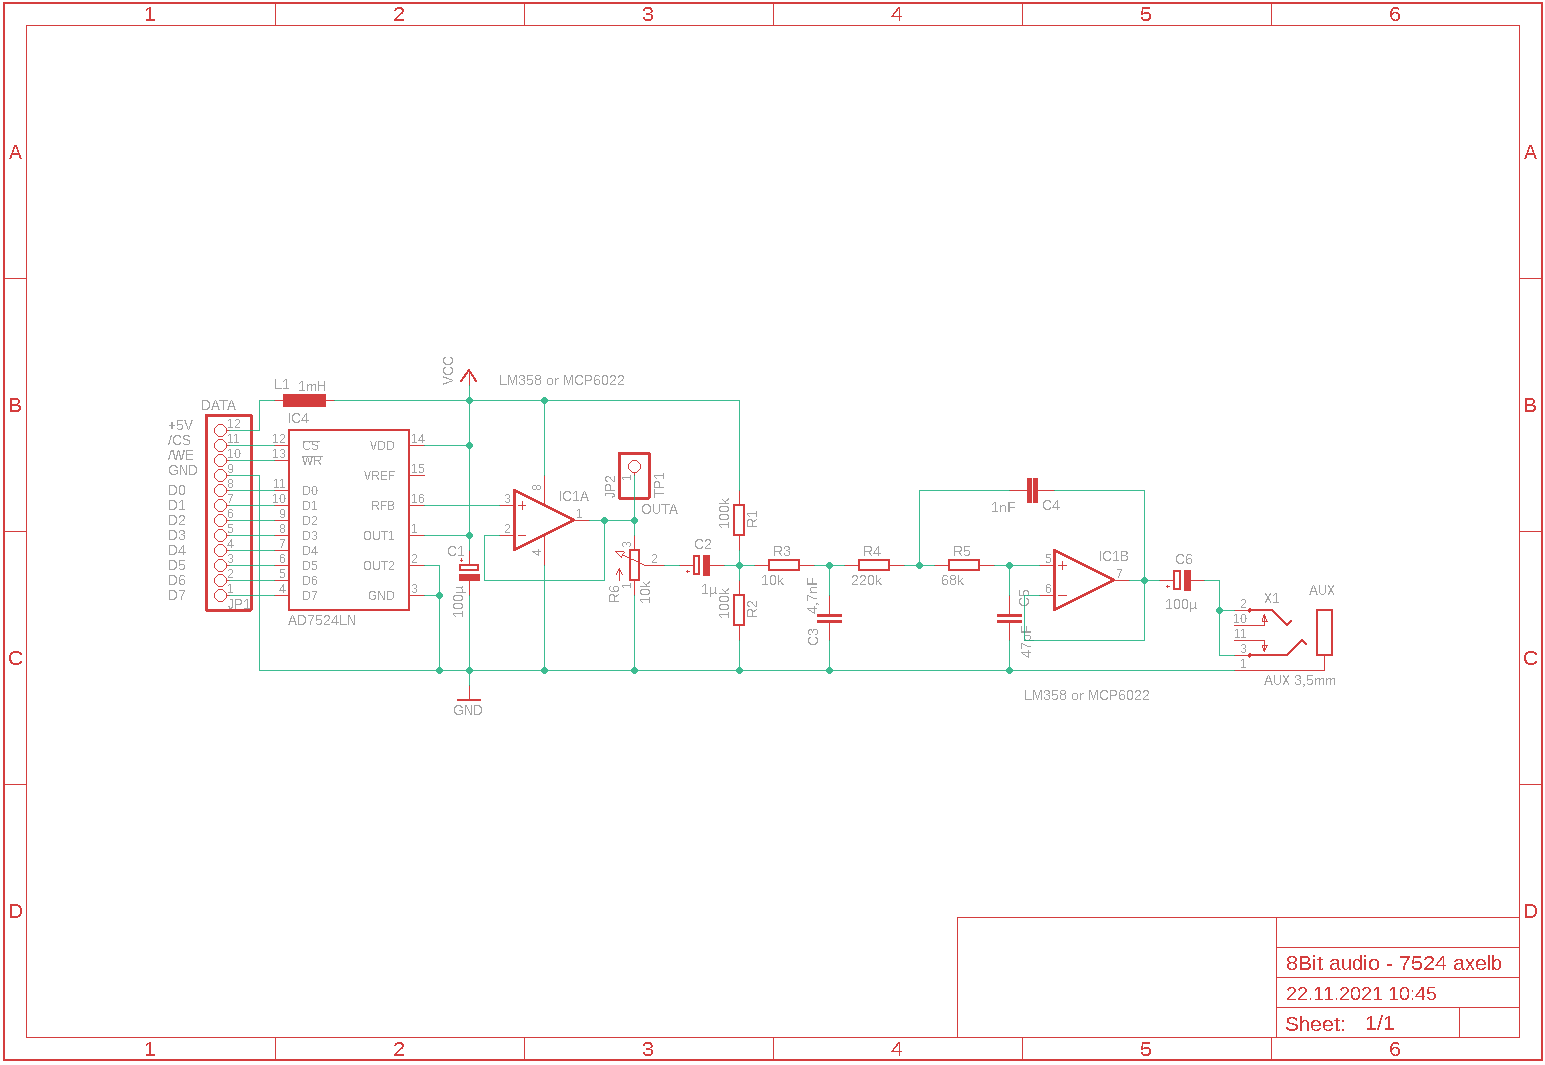 1 2 3 4 5 6
A A
B B
C C
D D
VCC
LM358 or MCP6022
L1 1mH
DATA
IC4
+5V 12
/CS 11 12 CS VDD 14
/WE 10 13 WR
GND 9 VREF 15
D0 8 11 D0
D1 7 10 D1 RFB 16
D2 6 9 D2
D3 5 8 D3 OUT1 1
D4 4 7 D4
D5 3 6 D5 OUT2 2
D6 2 5 D6
D7 1 4 D7 GND 3
JP1
AD7524LN
C1
100µ
GND
IC1A
3 2 8 4 1
JP2 1 TP1
OUTA
R6 3 2 1 10k
C2
1µ
100k R1
100k R2
R3
10k
C3 4,7nF
R4
220k
R5
68k
1nF C4
C5
IC1B
5 6 7
LM358 or MCP6022
C6
100µ
X1
AUX
2
10
11
3
1
AUX 3,5mm
8Bit audio - 7524 axelb
22.11.2021 10:45
Sheet: 1/1
1 2 3 4 5 6